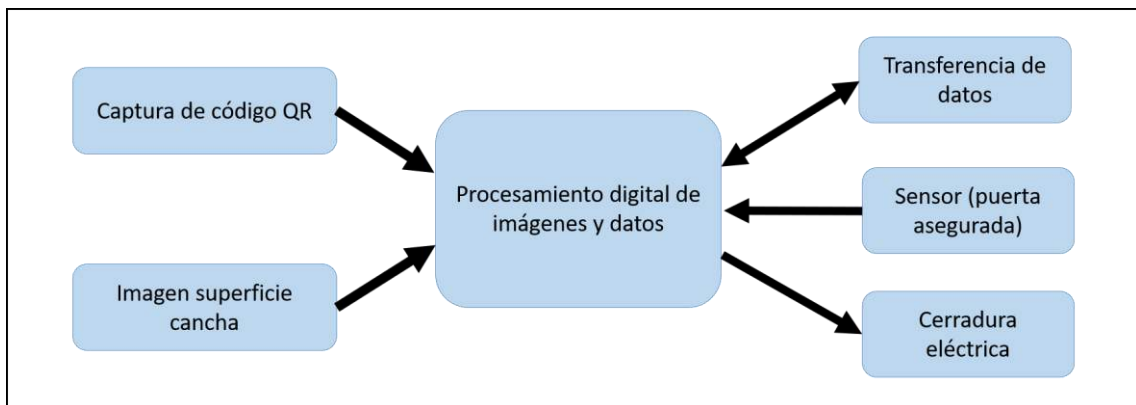 Captura de código QR
Imagen superficie
cancha
Procesamiento digital de
imágenes y datos
Transferencia de
datos
Sensor (puerta
asegurada)
Cerradura
eléctrica